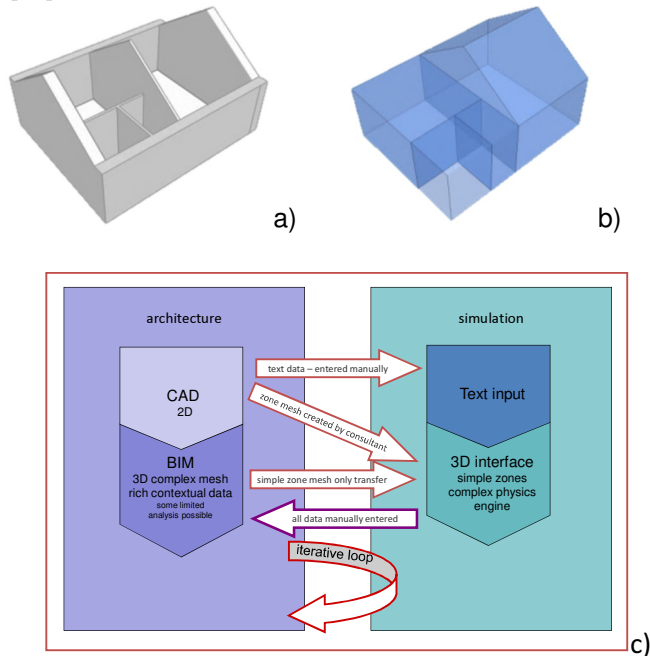 a)
b)
architecture
simulation
CAD
2D
text data – entered manually
Text input
zone mesh created by consultant
BIM
3D complex mesh
rich contextual data
some limited
analysis possible
simple zone mesh only transfer
3D interface
simple zones
complex physics
engine
all data manually entered
iterative loop
c)